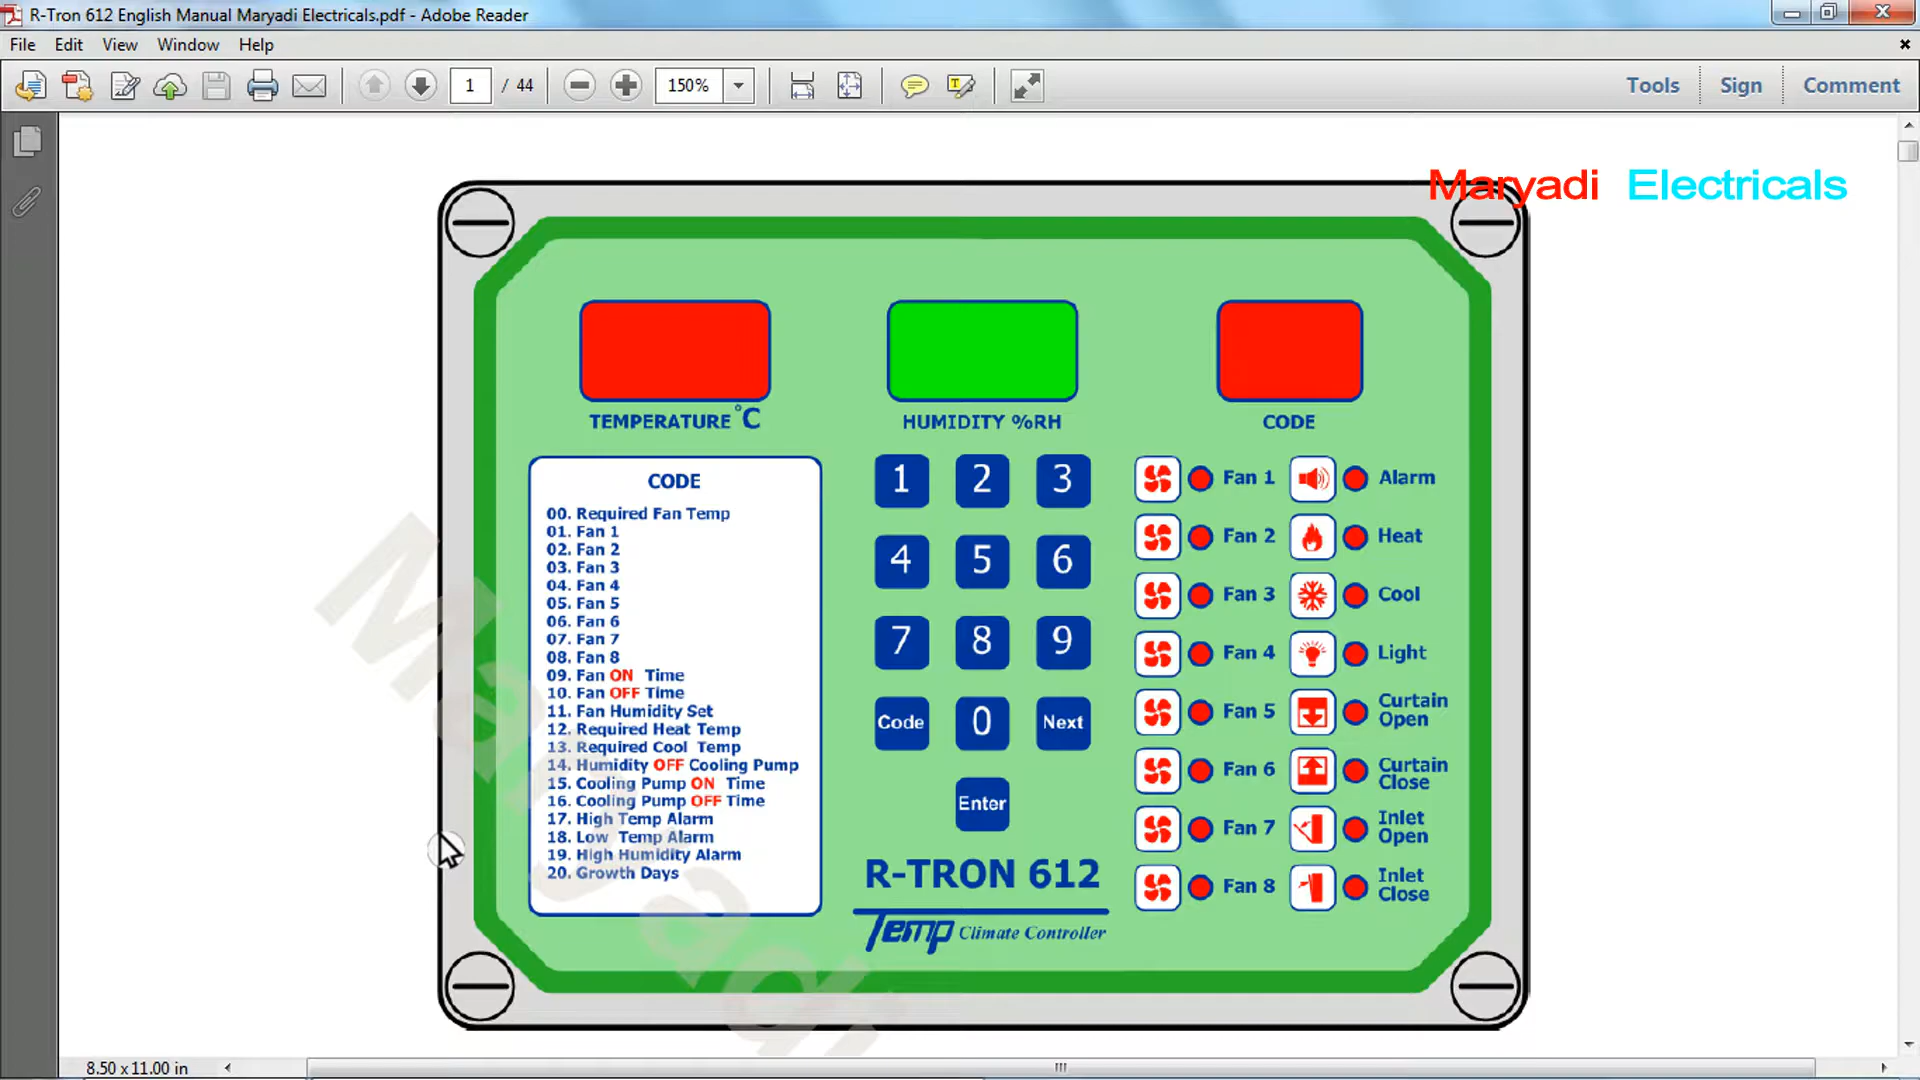 R-Tron 612 English Manual Maryadi Electricals.pdf - Adobe Reader
File Edit View Window Help
1 / 44 150% Tools Sign Comment
Maryadi Electricals
TEMPERATURE °C
HUMIDITY %RH
CODE
CODE
00. Required Fan Temp
01. Fan 1
02. Fan 2
03. Fan 3
04. Fan 4
05. Fan 5
06. Fan 6
07. Fan 7
08. Fan 8
09. Fan ON Time
10. Fan OFF Time
11. Fan Humidity Set
12. Required Heat Temp
13. Required Cool Temp
14. Humidity OFF Cooling Pump
15. Cooling Pump ON Time
16. Cooling Pump OFF Time
17. High Temp Alarm
18. Low Temp Alarm
19. High Humidity Alarm
20. Growth Days
1 2 3
4 5 6
7 8 9
Code 0 Next
Enter
R-TRON 612
Temp Climate Controller
Fan 1 Alarm
Fan 2 Heat
Fan 3 Cool
Fan 4 Light
Fan 5 Curtain Open
Fan 6 Curtain Close
Fan 7 Inlet Open
Fan 8 Inlet Close
Maryadi
8.50 x 11.00 in